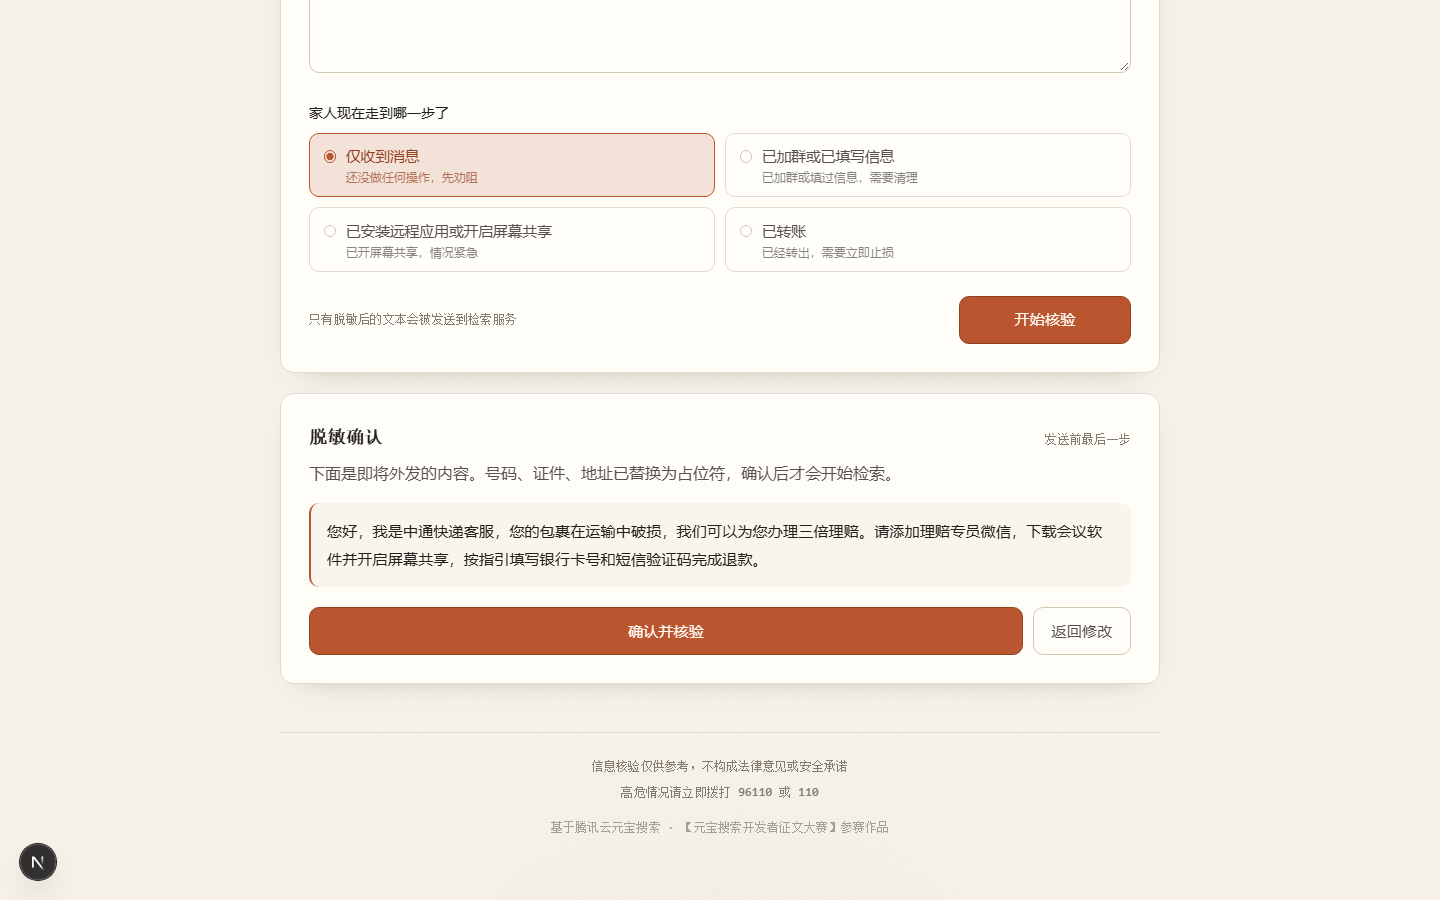 家人现在走到哪一步了
仅收到消息
还没做任何操作，先劝阻
已加群或已填写信息
已加群或填过信息，需要清理
已安装远程应用或开启屏幕共享
已开屏幕共享，情况紧急
已转账
已经转出，需要立即止损
只有脱敏后的文本会被发送到检索服务
开始核验
脱敏确认
发送前最后一步
下面是即将外发的内容。号码、证件、地址已替换为占位符，确认后才会开始检索。
您好，我是中通快递客服，您的包裹在运输中破损，我们可以为您办理三倍理赔。请添加理赔专员微信，下载会议软
件并开启屏幕共享，按指引填写银行卡号和短信验证码完成退款。
确认并核验
返回修改
信息核验仅供参考，不构成法律意见或安全承诺
高危情况请立即拨打 96110 或 110
基于腾讯云元宝搜索 · 【元宝搜索开发者征文大赛】参赛作品
N